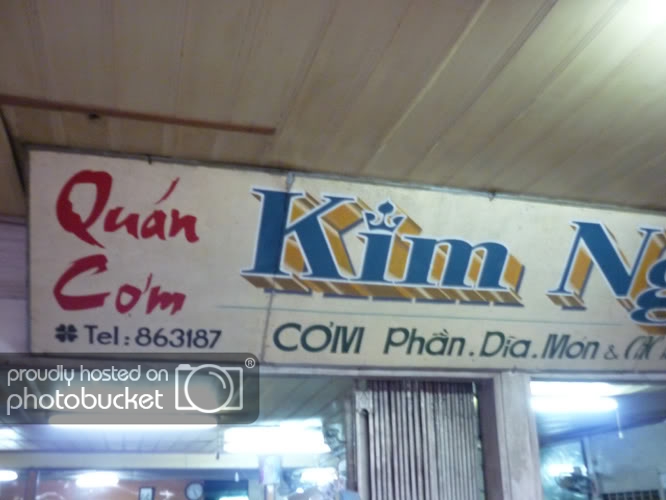 Quán
Cơm
Tel: 863187
Kim
CƠM Phần. Dĩa. Món &
proudly hosted on
photobucket